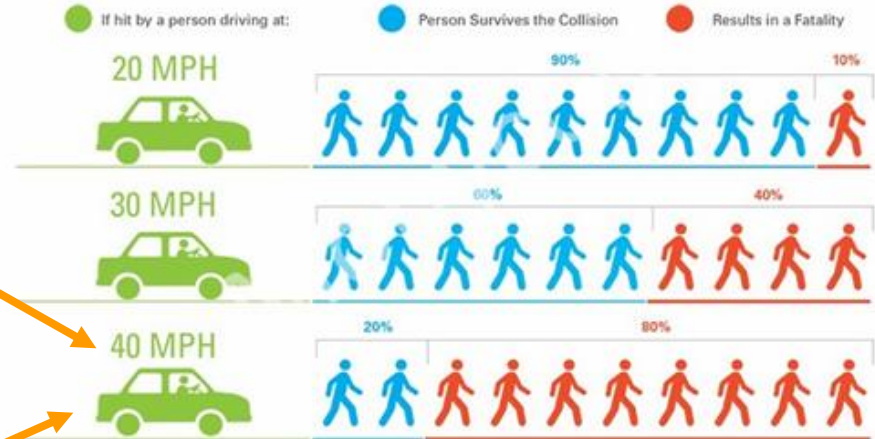 If hit by a person driving at: Person Survives the Collision Results in a Fatality
20 MPH 90% 10%
30 MPH 60% 40%
40 MPH 20% 80%